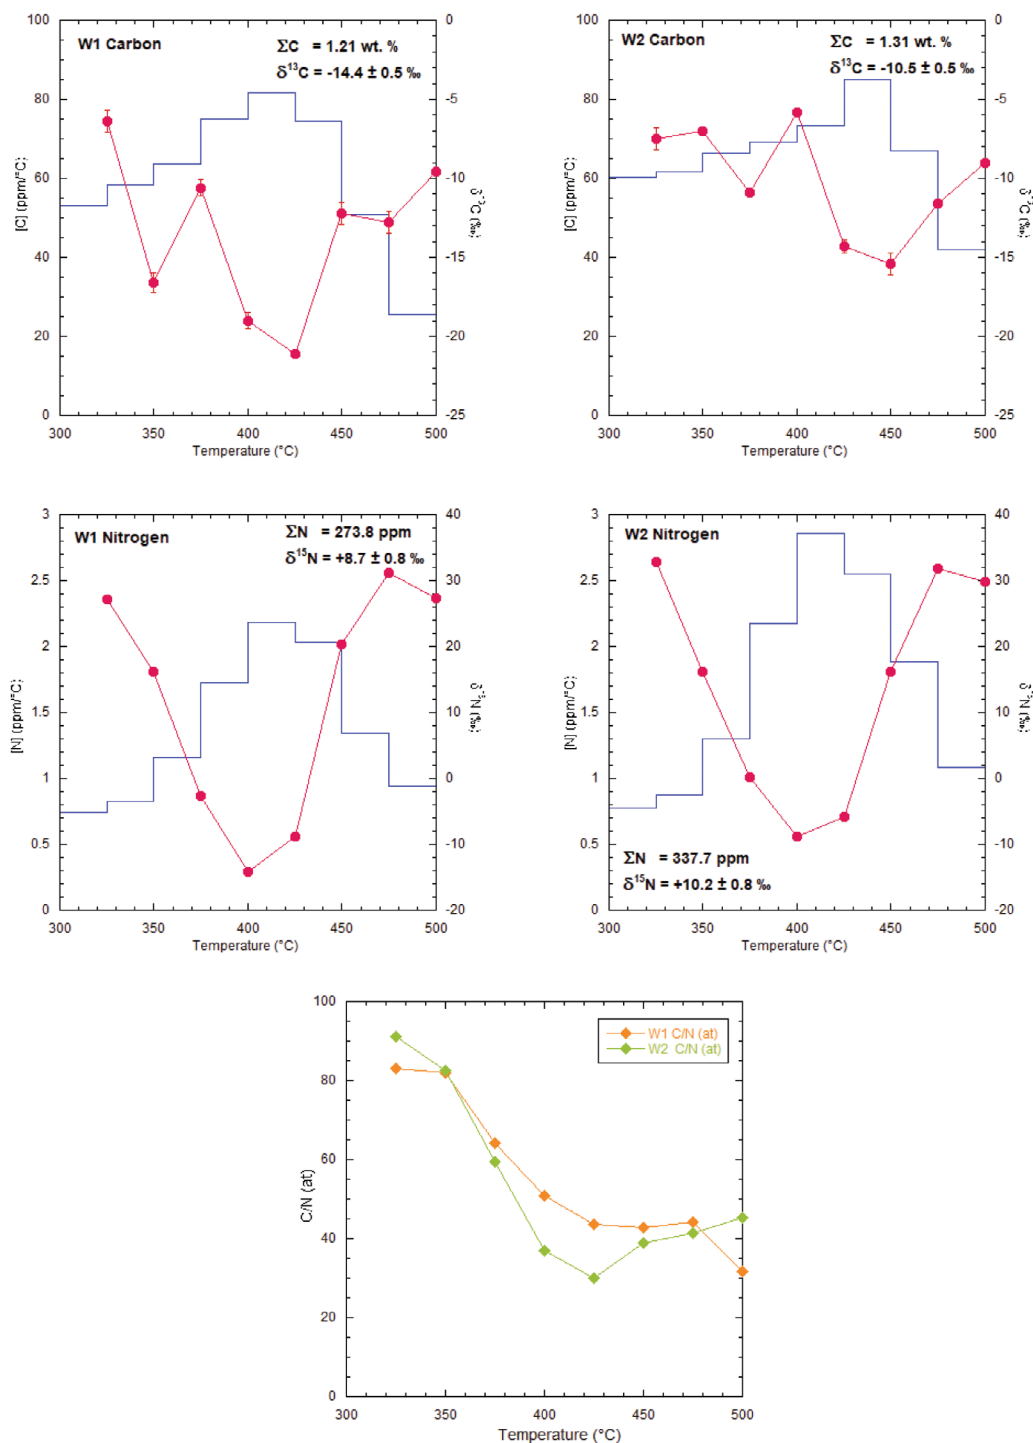 W1 Carbon
ΣC = 1.21 wt. %
δ¹³C = -14.4 ± 0.5 ‰
[C] (ppm/°C)
100
80
60
40
20
0
0
-5
-10
-15
-20
-25
δ¹³C (‰)
300 350 400 450 500
Temperature (°C)
W2 Carbon
ΣC = 1.31 wt. %
δ¹³C = -10.5 ± 0.5 ‰
[C] (ppm/°C)
100
80
60
40
20
0
0
-5
-10
-15
-20
-25
δ¹³C (‰)
300 350 400 450 500
Temperature (°C)
W1 Nitrogen
ΣN = 273.8 ppm
δ¹⁵N = +8.7 ± 0.8 ‰
[N] (ppm/°C)
3
2.5
2
1.5
1
0.5
0
40
30
20
10
0
-10
-20
δ¹⁵N (‰)
300 350 400 450 500
Temperature (°C)
W2 Nitrogen
ΣN = 337.7 ppm
δ¹⁵N = +10.2 ± 0.8 ‰
[N] (ppm/°C)
3
2.5
2
1.5
1
0.5
0
40
30
20
10
0
-10
-20
δ¹⁵N (‰)
300 350 400 450 500
Temperature (°C)
W1 C/N (at)
W2 C/N (at)
C/N (at)
100
80
60
40
20
0
300 350 400 450 500
Temperature (°C)